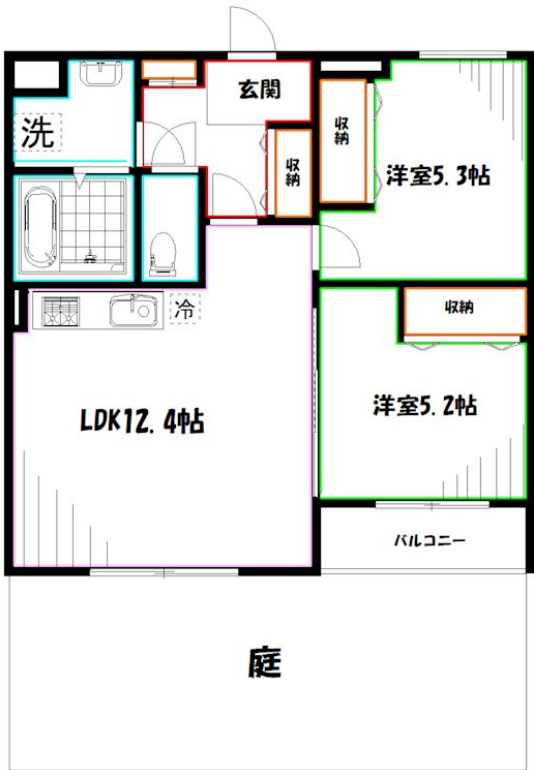 玄関
洗
収納
収納
洋室5.3帖
冷
収納
LDK12.4帖
洋室5.2帖
バルコニー
庭